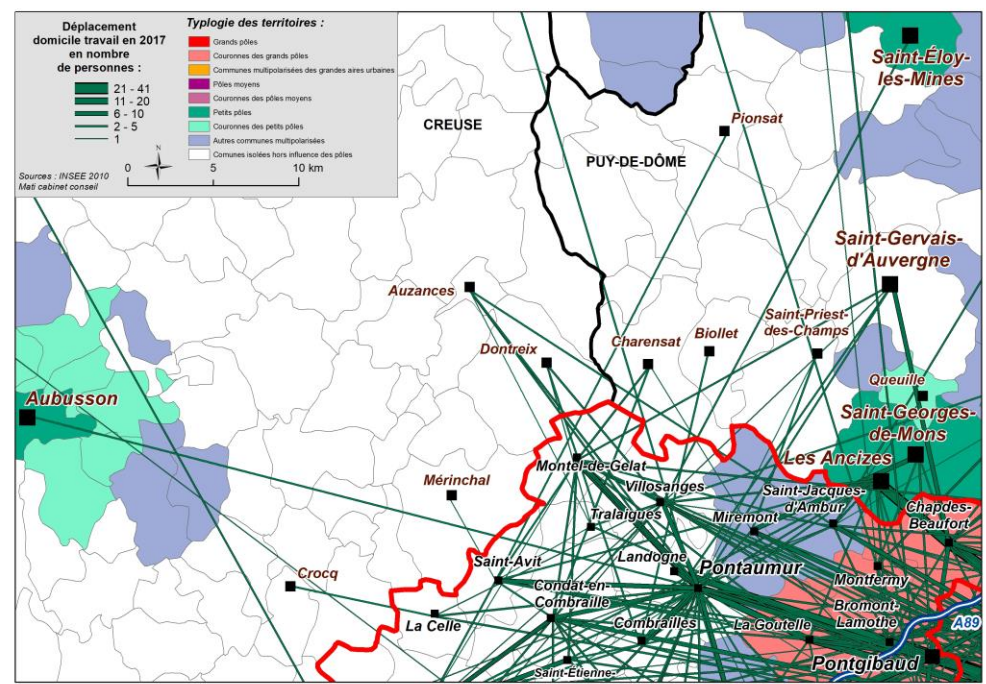 Déplacement
domicile travail en 2017
en nombre
de personnes :
21 - 41
11 - 20
6 - 10
2 - 5
1
Typlogie des territoires :
Grands pôles
Couronnes des grands pôles
Communes multipolarisées des grandes aires urbaines
Pôles moyens
Couronnes des pôles moyens
Petits pôles
Couronnes des petits pôles
Autres communes multipolarisées
Comunes isolées hors influence des pôles
N
0 5 10 km
Sources : INSEE 2010
Mati cabinet conseil
CREUSE
PUY-DE-DÔME
Saint-Éloy-
les-Mines
Pionsat
Saint-Gervais-
d'Auvergne
Auzances
Saint-Priest-
des-Champs
Dontreix
Charensat
Biollet
Queuille
Aubusson
Saint-Georges-
de-Mons
Les Ancizes
Montel-de-Gelat
Mérinchal
Villosanges
Saint-Jacques-
d'Ambur
Chapdes-
Beaufort
Tralaigues
Miremont
Saint-Avit
Landogne
Pontaumur
Crocq
Condat-en-
Combraille
Montfermy
La Celle
Combrailles
La Goutelle
Bromont-
Lamothe
A89
Saint-Étienne-
Pontgibaud